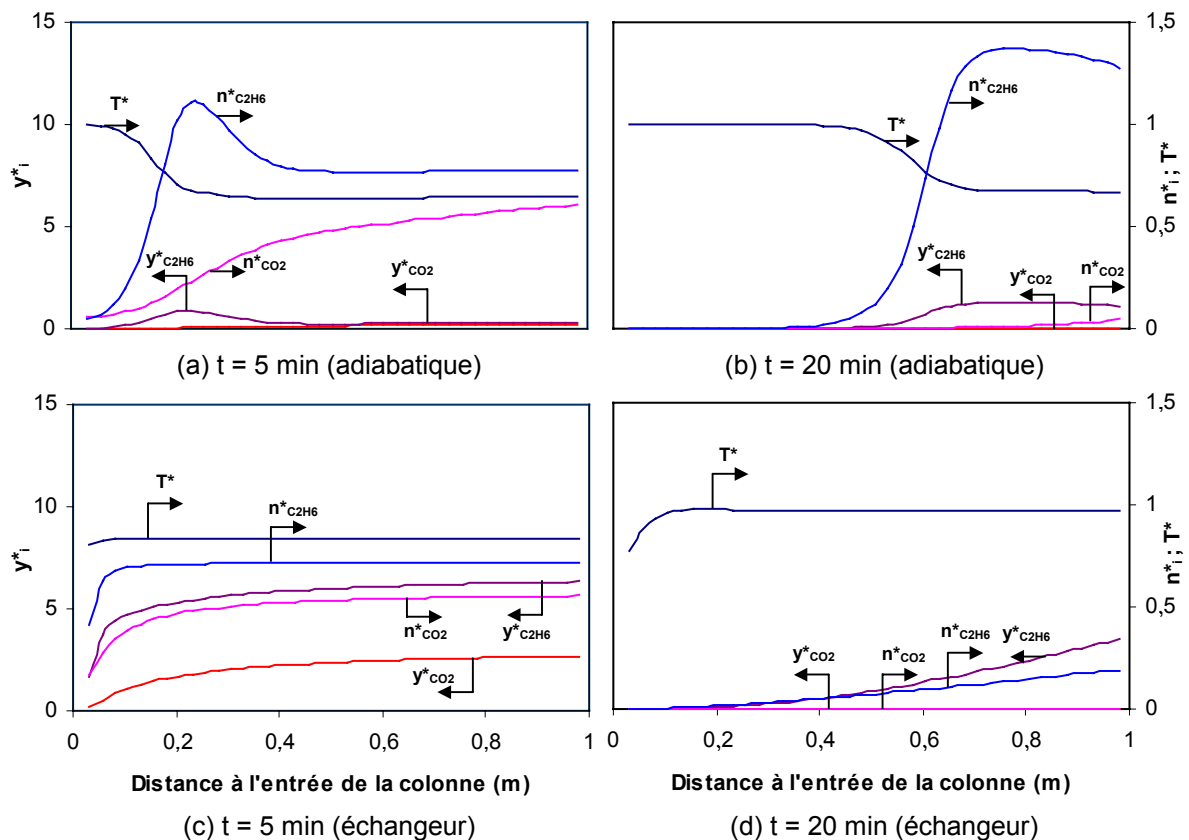 15
10
5
0
y*i
T*
n*C2H6
y*C2H6
n*CO2
y*CO2
(a) t = 5 min (adiabatique)
1,5
1
0,5
0
n*i ; T*
n*C2H6
T*
y*C2H6
y*CO2
n*CO2
(b) t = 20 min (adiabatique)
15
10
5
0
y*i
T*
n*C2H6
n*CO2
y*C2H6
y*CO2
0 0,2 0,4 0,6 0,8 1
Distance à l'entrée de la colonne (m)
(c) t = 5 min (échangeur)
1,5
1
0,5
0
n*i ; T*
T*
y*CO2
n*CO2
n*C2H6
y*C2H6
0 0,2 0,4 0,6 0,8 1
Distance à l'entrée de la colonne (m)
(d) t = 20 min (échangeur)